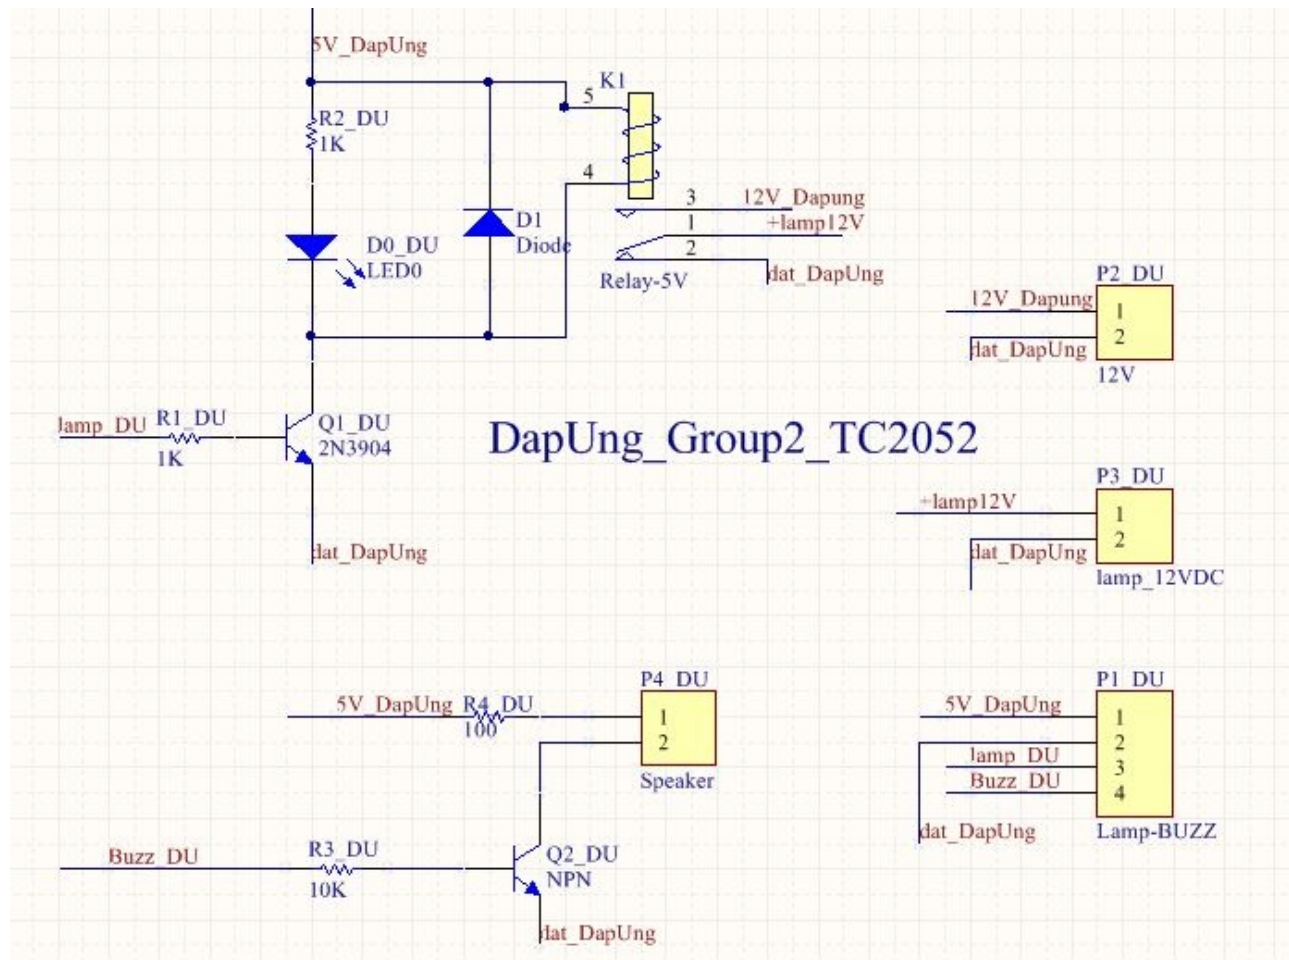 5V_DapUng
K1
5
R2_DU
1K
4
3
12V_Dapung
1
+lamp12V
D1
D0_DU
Diode
2
LED0
Relay-5V
dat_DapUng
P2_DU
12V_Dapung
1
2
dat_DapUng
12V
lamp_DU
R1_DU
1K
Q1_DU
2N3904
DapUng_Group2_TC2052
P3_DU
+lamp12V
1
2
dat_DapUng
dat_DapUng
lamp_12VDC
P4_DU
5V_DapUng
R4_DU
100
1
2
Speaker
P1_DU
5V_DapUng
1
2
lamp_DU
3
Buzz_DU
4
dat_DapUng
Lamp-BUZZ
Buzz_DU
R3_DU
10K
Q2_DU
NPN
dat_DapUng